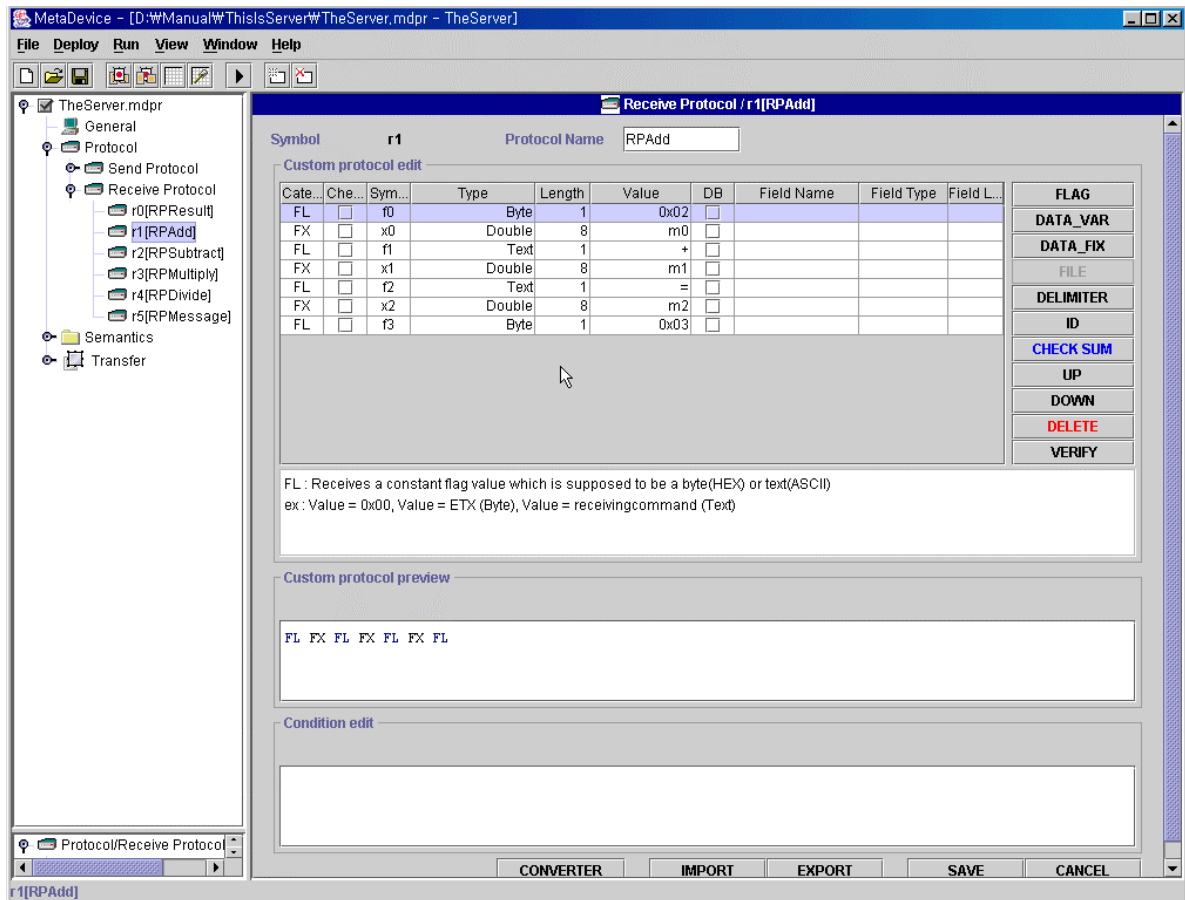 MetaDevice - [D:₩Manual₩ThisIsServer₩TheServer,mdpr - TheServer]
File Deploy Run View Window Help
TheServer.mdpr
General
Protocol
Send Protocol
Receive Protocol
r0[RPResult]
r1[RPAdd]
r2[RPSubtract]
r3[RPMultiply]
r4[RPDivide]
r5[RPMessage]
Semantics
Transfer
Protocol/Receive Protocol
r1[RPAdd]
Receive Protocol / r1[RPAdd]
Symbol r1 Protocol Name RPAdd
Custom protocol edit
Cate... Che... Sym... Type Length Value DB Field Name Field Type Field L...
FL f0 Byte 1 0x02
FX x0 Double 8 m0
FL f1 Text 1 +
FX x1 Double 8 m1
FL f2 Text 1 =
FX x2 Double 8 m2
FL f3 Byte 1 0x03
FLAG
DATA_VAR
DATA_FIX
FILE
DELIMITER
ID
CHECK SUM
UP
DOWN
DELETE
VERIFY
FL : Receives a constant flag value which is supposed to be a byte(HEX) or text(ASCII)
ex : Value = 0x00, Value = ETX (Byte), Value = receivingcommand (Text)
Custom protocol preview
FL FX FL FX FL FX FL
Condition edit
CONVERTER IMPORT EXPORT SAVE CANCEL